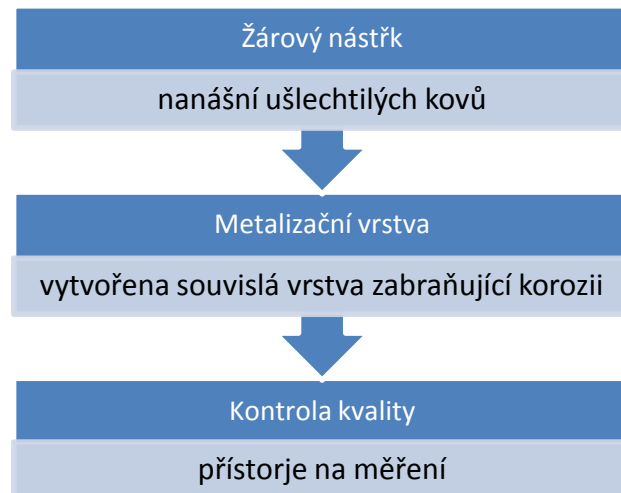 Žárový nástřk
nanášní ušlechtilých kovů
Metalizační vrstva
vytvořena souvislá vrstva zabraňující korozii
Kontrola kvality
přístorje na měření